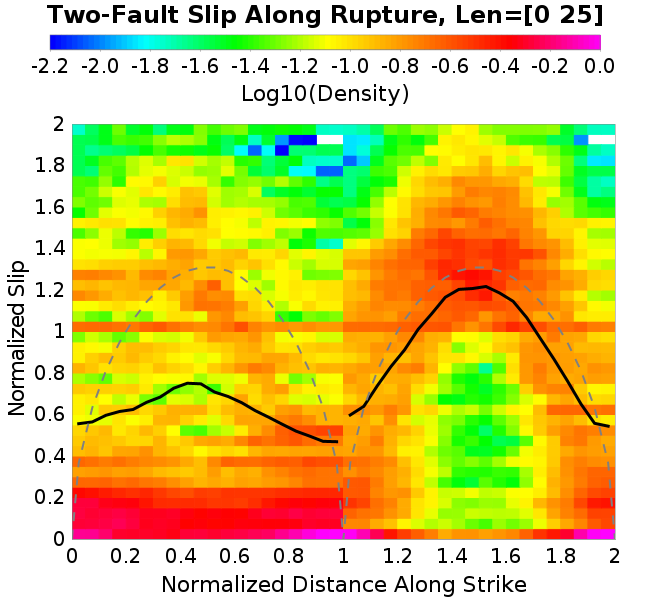 Two-Fault Slip Along Rupture, Len=[0 25]
-2.2 -2.0 -1.8 -1.6 -1.4 -1.2 -1.0 -0.8 -0.6 -0.4 -0.2 0.0
Log10(Density)
Normalized Slip
2
1.8
1.6
1.4
1.2
1
0.8
0.6
0.4
0.2
0
0 0.2 0.4 0.6 0.8 1 1.2 1.4 1.6 1.8 2
Normalized Distance Along Strike